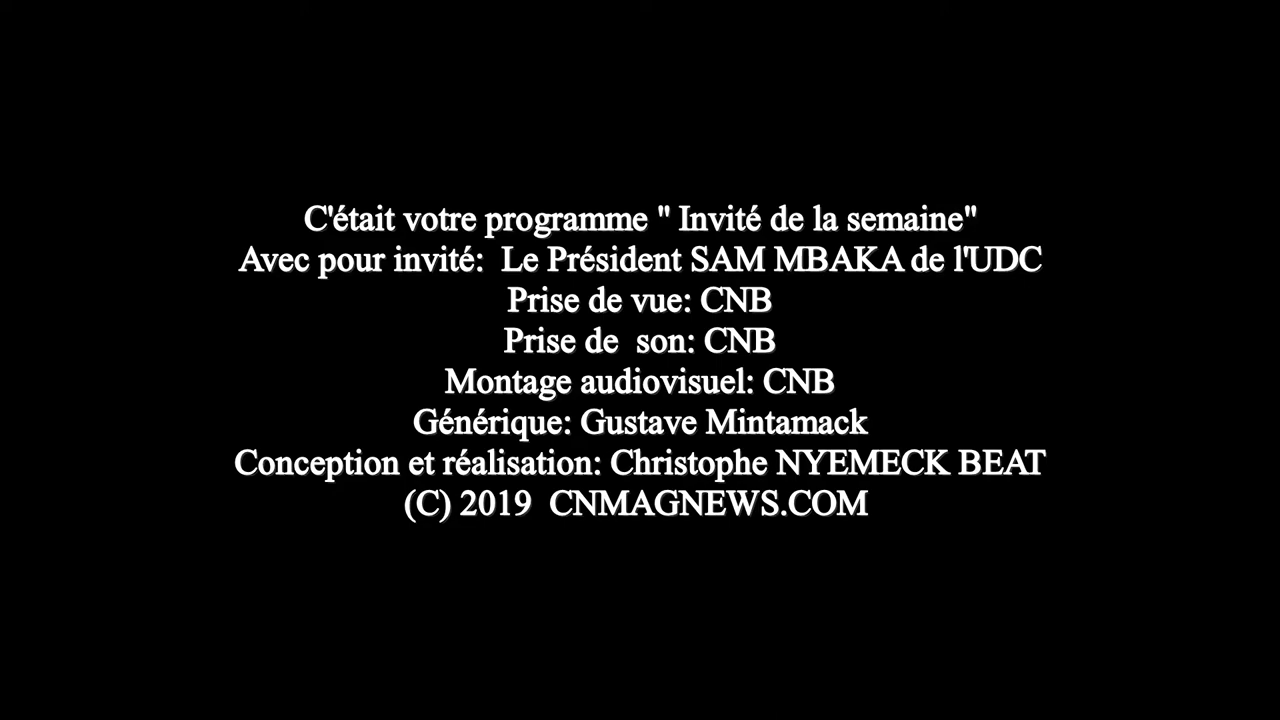 C'était votre programme " Invité de la semaine"
Avec pour invité:  Le Président SAM MBAKA de l'UDC
Prise de vue: CNB
Prise de  son: CNB
Montage audiovisuel: CNB
Générique: Gustave Mintamack
Conception et réalisation: Christophe NYEMECK BEAT
(C) 2019  CNMAGNEWS.COM